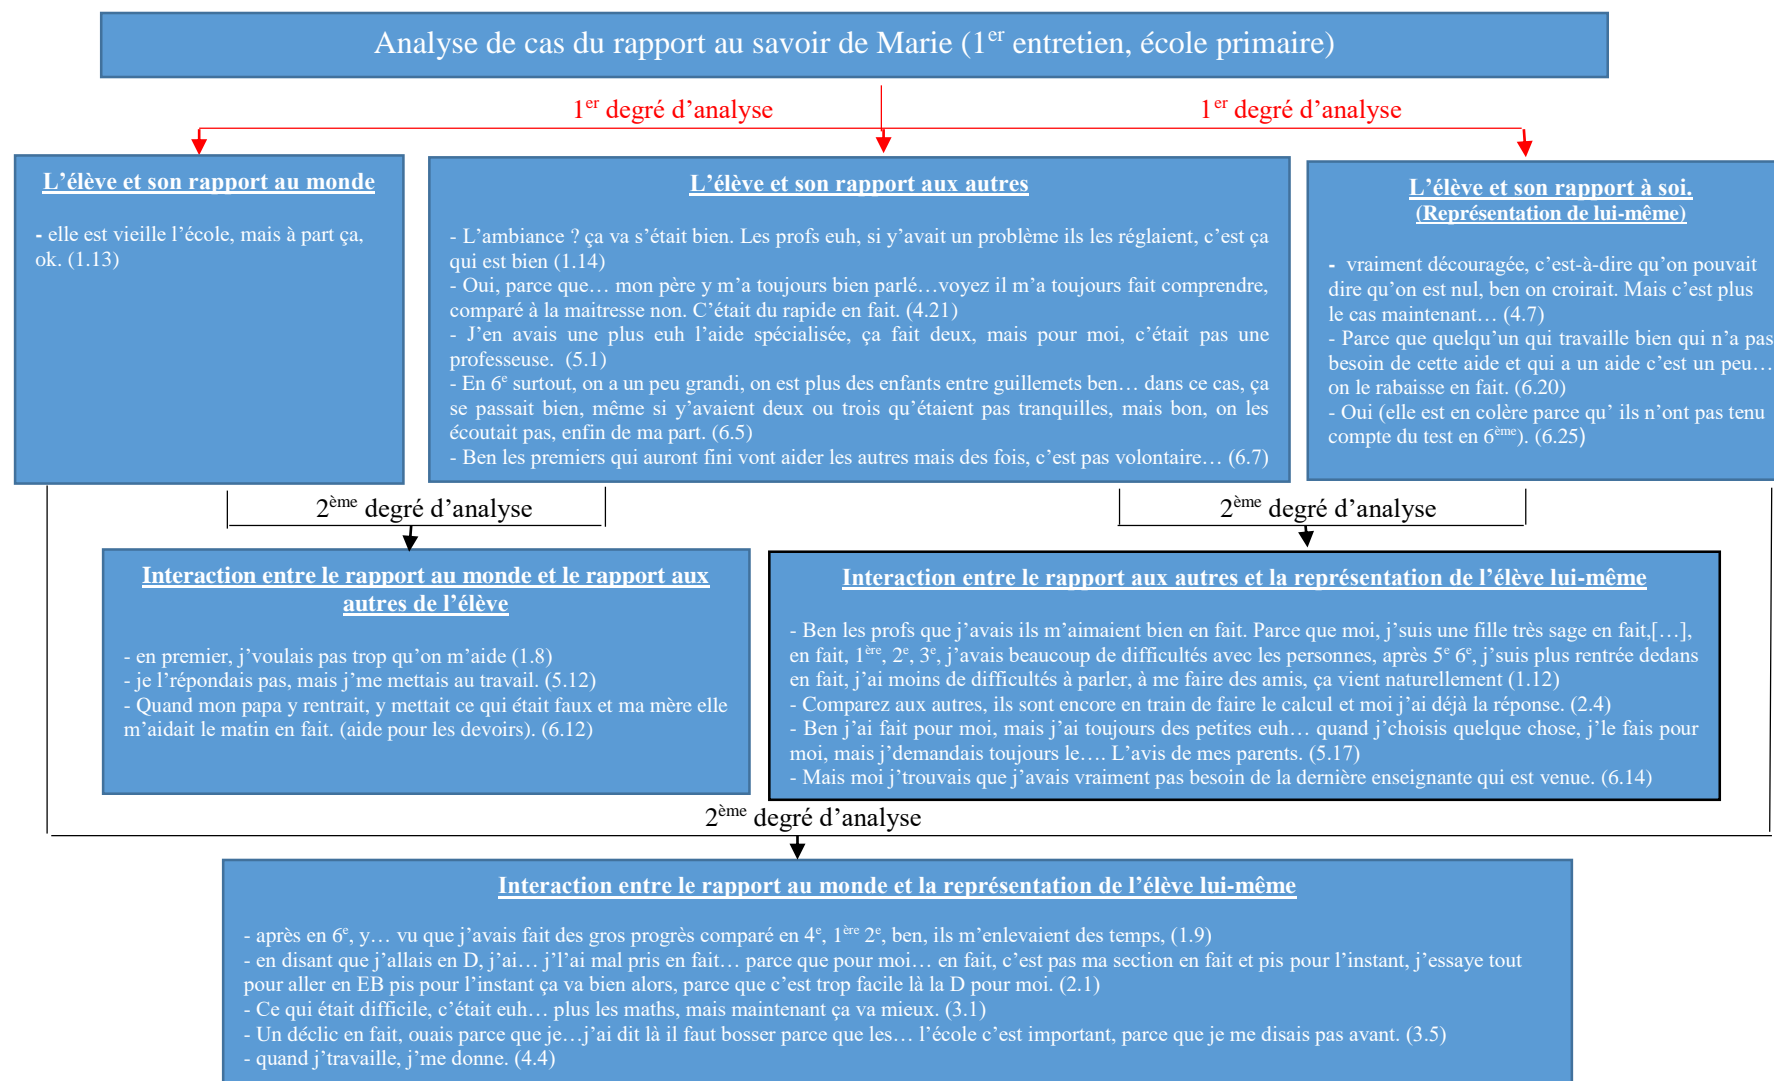 Analyse de cas du rapport au savoir de Marie (1er entretien, école primaire)
1er degré d’analyse
1er degré d’analyse
L’élève et son rapport au monde
- elle est vieille l’école, mais à part ça,
ok. (1.13)
L’élève et son rapport aux autres
- L’ambiance ? ça va s’était bien. Les profs euh, si y’avait un problème ils les réglaient, c’est ça
qui est bien (1.14)
- Oui, parce que… mon père y m’a toujours bien parlé…voyez il m’a toujours fait comprendre,
comparé à la maitresse non. C’était du rapide en fait. (4.21)
- J’en avais une plus euh l’aide spécialisée, ça fait deux, mais pour moi, c’était pas une
professeuse. (5.1)
- En 6e surtout, on a un peu grandi, on est plus des enfants entre guillemets ben… dans ce cas, ça
se passait bien, même si y’avaient deux ou trois qu’étaient pas tranquilles, mais bon, on les
écoutait pas, enfin de ma part. (6.5)
- Ben les premiers qui auront fini vont aider les autres mais des fois, c’est pas volontaire… (6.7)
L’élève et son rapport à soi.
(Représentation de lui-même)
- vraiment découragée, c’est-à-dire qu’on pouvait
dire qu’on est nul, ben on croirait. Mais c’est plus
le cas maintenant… (4.7)
- Parce que quelqu’un qui travaille bien qui n’a pas
besoin de cette aide et qui a un aide c’est un peu…
on le rabaisse en fait. (6.20)
- Oui (elle est en colère parce qu’ ils n’ont pas tenu
compte du test en 6ème). (6.25)
2ème degré d’analyse
2ème degré d’analyse
Interaction entre le rapport au monde et le rapport aux
autres de l’élève
- en premier, j’voulais pas trop qu’on m’aide (1.8)
- je l’répondais pas, mais j’me mettais au travail. (5.12)
- Quand mon papa y rentrait, y mettait ce qui était faux et ma mère elle
m’aidait le matin en fait. (aide pour les devoirs). (6.12)
Interaction entre le rapport aux autres et la représentation de l’élève lui-même
- Ben les profs que j’avais ils m’aimaient bien en fait. Parce que moi, j’suis une fille très sage en fait,[…],
en fait, 1ère, 2e, 3e, j’avais beaucoup de difficultés avec les personnes, après 5e 6e, j’suis plus rentrée dedans
en fait, j’ai moins de difficultés à parler, à me faire des amis, ça vient naturellement (1.12)
- Comparez aux autres, ils sont encore en train de faire le calcul et moi j’ai déjà la réponse. (2.4)
- Ben j’ai fait pour moi, mais j’ai toujours des petites euh… quand j’choisis quelque chose, j’le fais pour
moi, mais j’demandais toujours le…. L’avis de mes parents. (5.17)
- Mais moi j’trouvais que j’avais vraiment pas besoin de la dernière enseignante qui est venue. (6.14)
2ème degré d’analyse
Interaction entre le rapport au monde et la représentation de l’élève lui-même
- après en 6e, y… vu que j’avais fait des gros progrès comparé en 4e, 1ère 2e, ben, ils m’enlevaient des temps, (1.9)
- en disant que j’allais en D, j’ai… j’l’ai mal pris en fait… parce que pour moi… en fait, c’est pas ma section en fait et pis pour l’instant, j’essaye tout
pour aller en EB pis pour l’instant ça va bien alors, parce que c’est trop facile là la D pour moi. (2.1)
- Ce qui était difficile, c’était euh… plus les maths, mais maintenant ça va mieux. (3.1)
- Un déclic en fait, ouais parce que je…j’ai dit là il faut bosser parce que les… l’école c’est important, parce que je me disais pas avant. (3.5)
- quand j’travaille, j’me donne. (4.4)